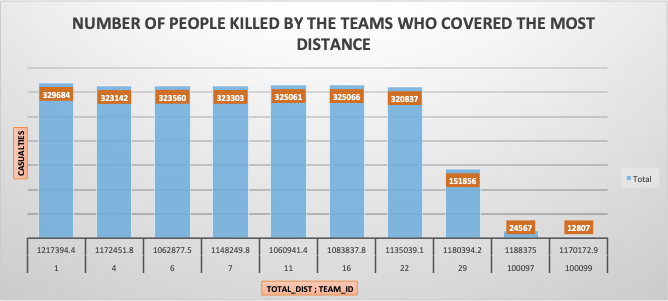 NUMBER OF PEOPLE KILLED BY THE TEAMS WHO COVERED THE MOST
DISTANCE
329684 323142 323560 323303 325061 325066 320837 151856 24567 12807
CASUALTIES
Total
1217394.4 1172451.8 1062877.5 1148249.8 1060941.4 1083837.8 1135039.1 1180394.2 1188375 1170172.9
1 4 6 7 11 16 22 29 100097 100099
TOTAL_DIST ; TEAM_ID